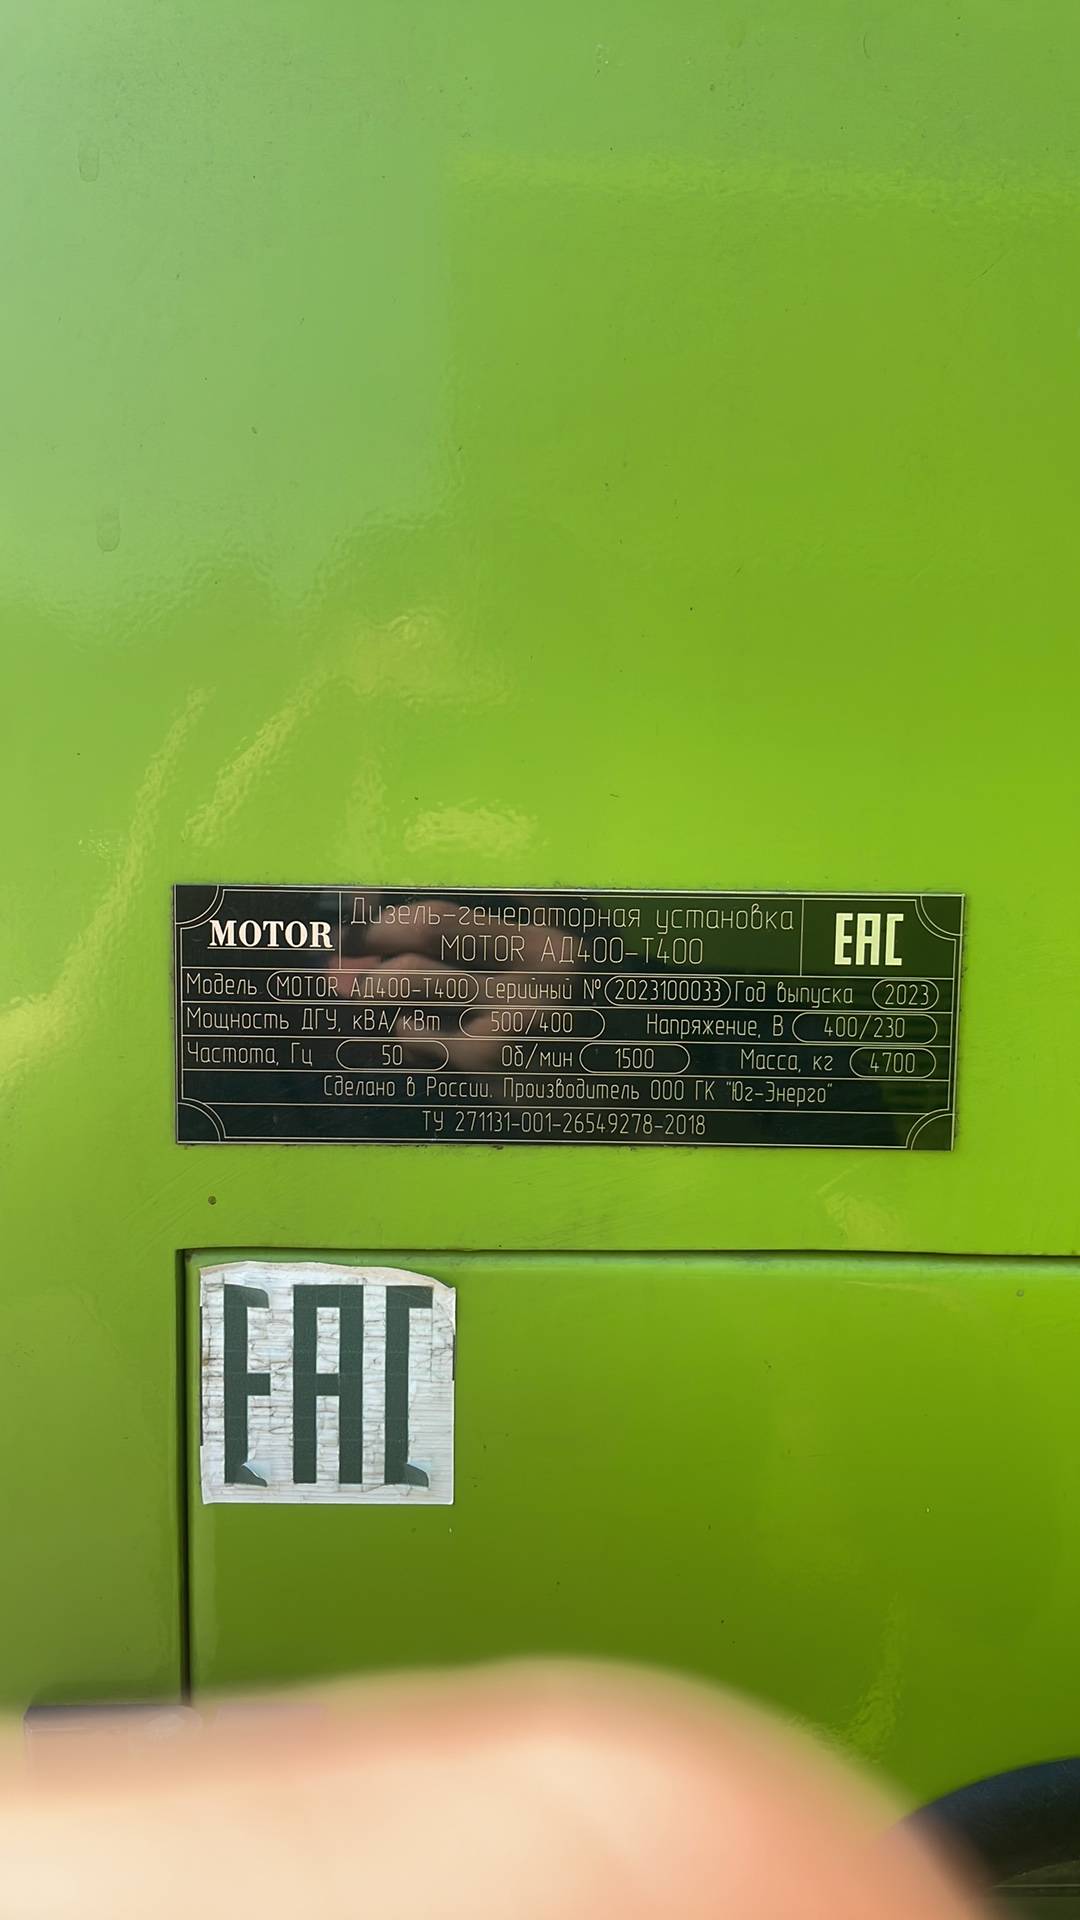 MOTOR
Дизель-генераторная установка
MOTOR АД400-Т400
ЕАС
Модель MOTOR АД400-Т400 Серийный № 2023100033 Год выпуска 2023
Мощность ДГУ, кВА/кВт 500/400 Напряжение, В 400/230
Частота, Гц 50 Об/мин 1500 Масса, кг 4700
Сделано в России. Производитель ООО ГК "Юг-Энерго"
ТУ 271131-001-26549278-2018
ЕАС